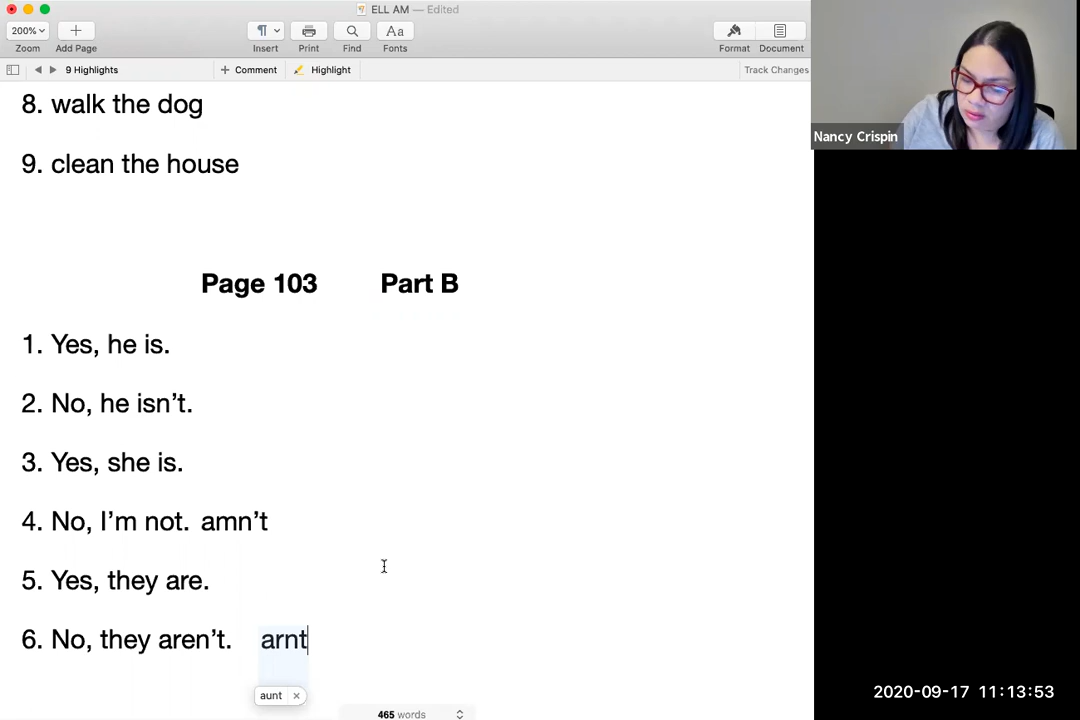 ELL AM — Edited
200%
Zoom
Add Page
Insert
Print
Find
Aa
Fonts
Format
Document
9 Highlights
+ Comment
Highlight
Track Changes
Nancy Crispin
8. walk the dog
9. clean the house
Page 103 Part B
1. Yes, he is.
2. No, he isn’t.
3. Yes, she is.
4. No, I’m not. amn’t
5. Yes, they are.
6. No, they aren’t. arnt
aunt ×
465 words
2020-09-17 11:13:53